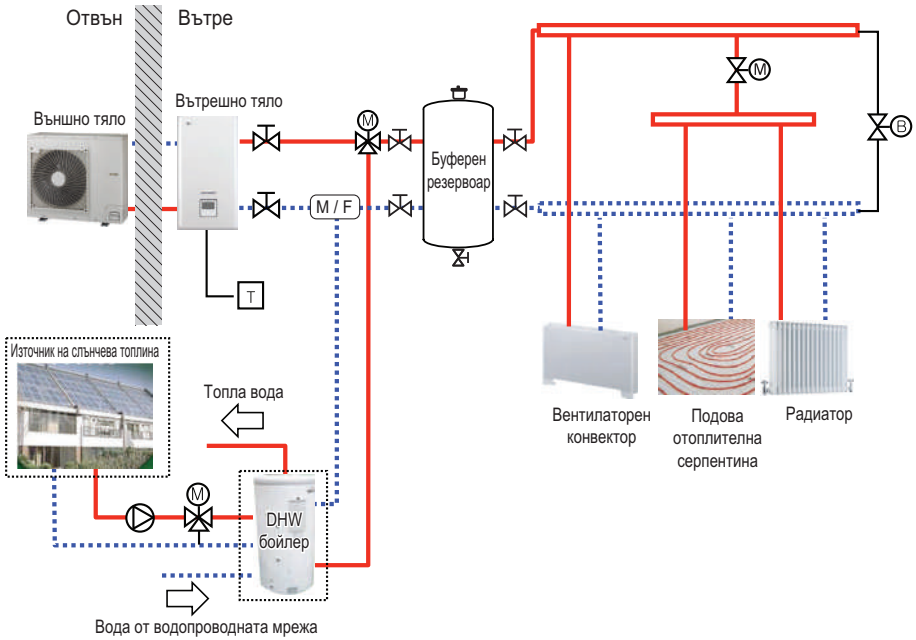 Отвън
Вътре
Външно тяло
Вътрешно тяло
M
M
B
Буферен
резервоар
M / F
T
Източник на слънчева топлина
Топла вода
Вентилаторен
конвектор
Подова
отоплителна
серпентина
Радиатор
M
DHW
бойлер
Вода от водопроводната мрежа